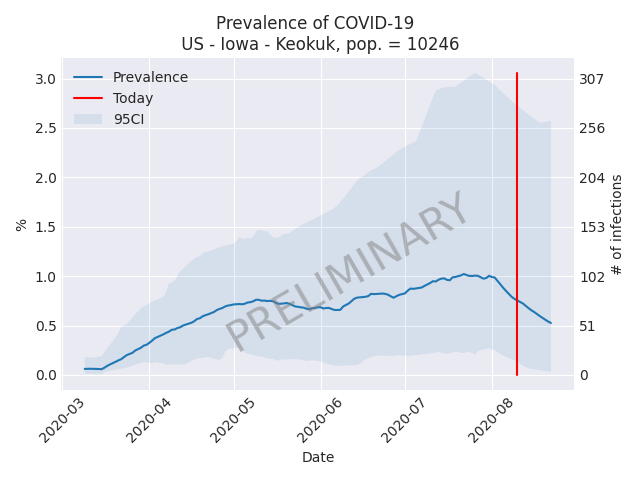 Prevalence of COVID-19
US - Iowa - Keokuk, pop. = 10246
Prevalence
Today
95CI
PRELIMINARY
%
3.0
2.5
2.0
1.5
1.0
0.5
0.0
307
256
204
153
102
51
0
# of infections
2020-03
2020-04
2020-05
2020-06
2020-07
2020-08
Date